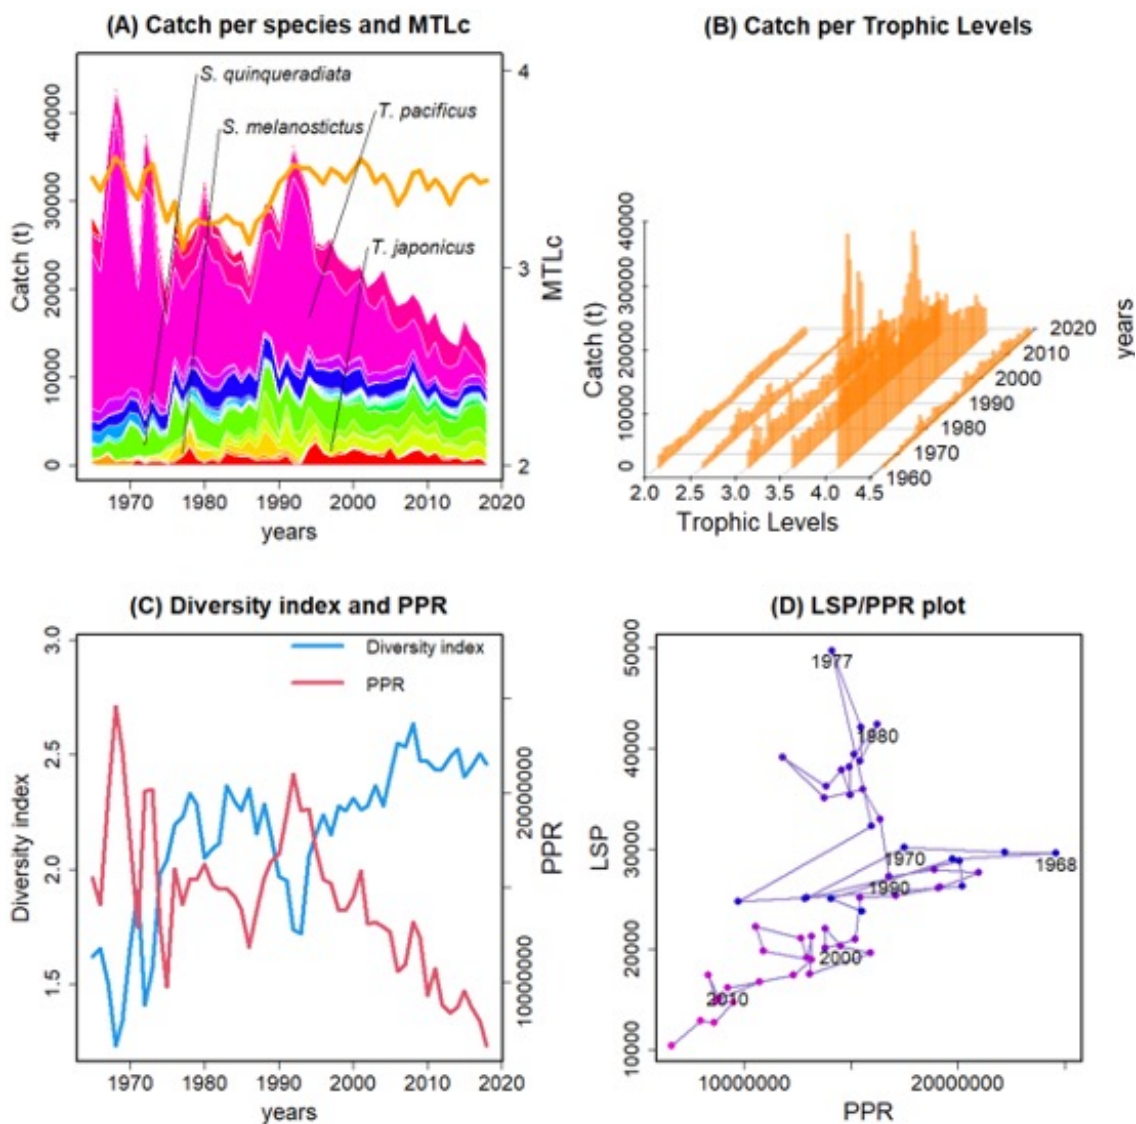 (A) Catch per species and MTLc
S. quinqueradiata
S. melanostictus
T. pacificus
T. japonicus
Catch (t)
0
10000
20000
30000
40000
MTLc
2
3
4
1970 1980 1990 2000 2010 2020
years
(B) Catch per Trophic Levels
Catch (t)
0 10000 20000 30000 40000
2.0 2.5 3.0 3.5 4.0 4.5
Trophic Levels
1960
1970
1980
1990
2000
2010
2020
years
(C) Diversity index and PPR
Diversity index
PPR
Diversity index
1.5
2.0
2.5
3.0
PPR
10000000
20000000
1970 1980 1990 2000 2010 2020
years
(D) LSP/PPR plot
1977
1980
1970
1968
1990
2000
2010
LSP
10000
20000
30000
40000
50000
10000000 20000000
PPR